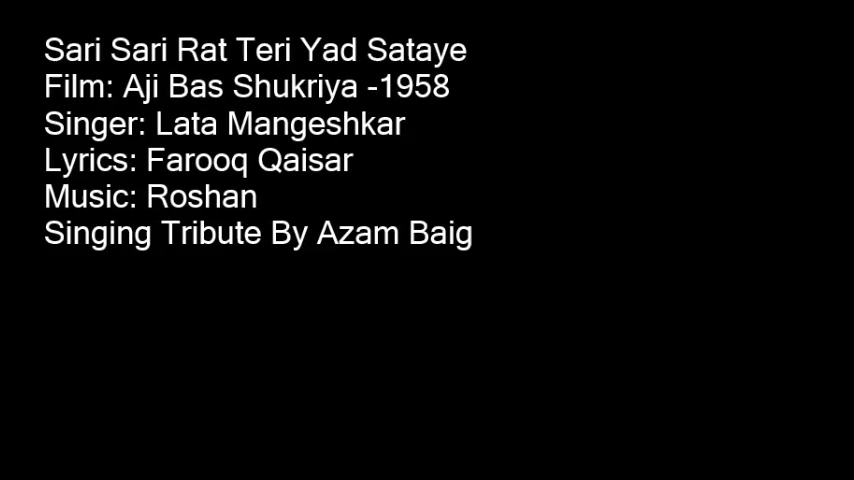 Sari Sari Rat Teri Yad Sataye
Film: Aji Bas Shukriya -1958
Singer: Lata Mangeshkar
Lyrics: Farooq Qaisar
Music: Roshan
Singing Tribute By Azam Baig